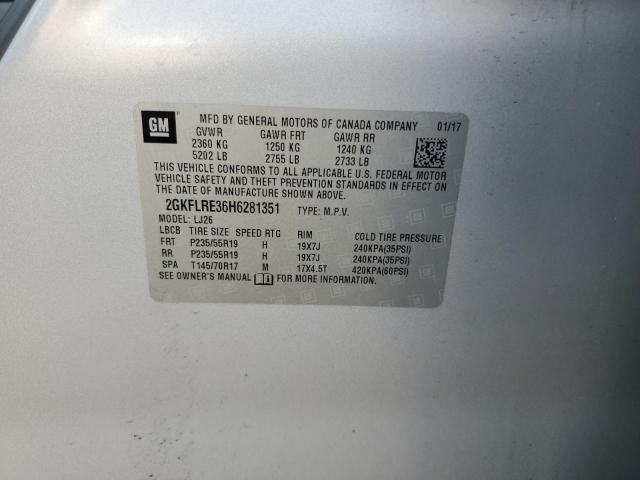 GM
MFD BY GENERAL MOTORS OF CANADA COMPANY 01/17
GVWR GAWR FRT GAWR RR
2360 KG 1250 KG 1240 KG
5202 LB 2755 LB 2733 LB
THIS VEHICLE CONFORMS TO ALL APPLICABLE U.S. FEDERAL MOTOR
VEHICLE SAFETY AND THEFT PREVENTION STANDARDS IN EFFECT ON
THE DATE OF MANUFACTURE SHOWN ABOVE.
2GKFLRE36H6281351 TYPE: M.P.V.
MODEL: LJ26
LBCB TIRE SIZE SPEED RTG RIM COLD TIRE PRESSURE
FRT P235/55R19 H 19X7J 240KPA(35PSI)
RR P235/55R19 H 19X7J 240KPA(35PSI)
SPA T145/70R17 M 17X4.5T 420KPA(60PSI)
SEE OWNER'S MANUAL FOR MORE INFORMATION.